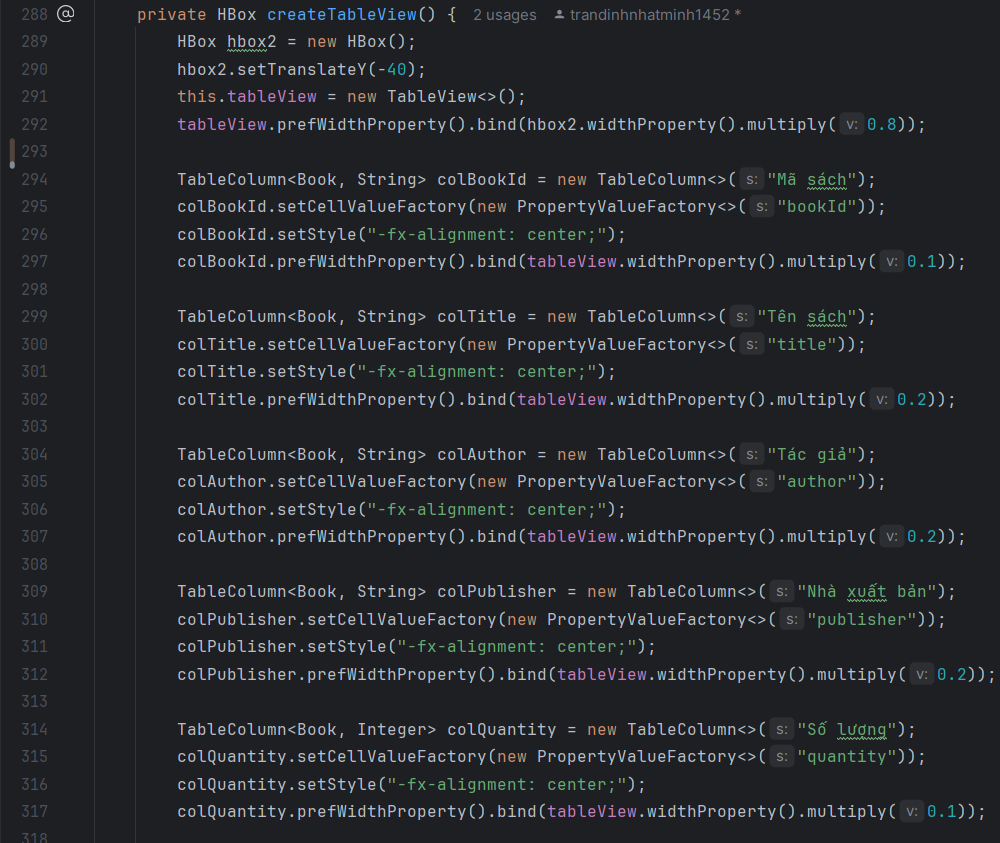 288 @ private HBox createTableView() { 2 usages trandinhnhatminh1452 *
289 HBox hbox2 = new HBox();
290 hbox2.setTranslateY(-40);
291 this.tableView = new TableView<>();
292 tableView.prefWidthProperty().bind(hbox2.widthProperty().multiply( v: 0.8));
293
294 TableColumn<Book, String> colBookId = new TableColumn<>( s: "Mã sách");
295 colBookId.setCellValueFactory(new PropertyValueFactory<>( s: "bookId"));
296 colBookId.setStyle("-fx-alignment: center;");
297 colBookId.prefWidthProperty().bind(tableView.widthProperty().multiply( v: 0.1));
298
299 TableColumn<Book, String> colTitle = new TableColumn<>( s: "Tên sách");
300 colTitle.setCellValueFactory(new PropertyValueFactory<>( s: "title"));
301 colTitle.setStyle("-fx-alignment: center;");
302 colTitle.prefWidthProperty().bind(tableView.widthProperty().multiply( v: 0.2));
303
304 TableColumn<Book, String> colAuthor = new TableColumn<>( s: "Tác giả");
305 colAuthor.setCellValueFactory(new PropertyValueFactory<>( s: "author"));
306 colAuthor.setStyle("-fx-alignment: center;");
307 colAuthor.prefWidthProperty().bind(tableView.widthProperty().multiply( v: 0.2));
308
309 TableColumn<Book, String> colPublisher = new TableColumn<>( s: "Nhà xuất bản");
310 colPublisher.setCellValueFactory(new PropertyValueFactory<>( s: "publisher"));
311 colPublisher.setStyle("-fx-alignment: center;");
312 colPublisher.prefWidthProperty().bind(tableView.widthProperty().multiply( v: 0.2));
313
314 TableColumn<Book, Integer> colQuantity = new TableColumn<>( s: "Số lượng");
315 colQuantity.setCellValueFactory(new PropertyValueFactory<>( s: "quantity"));
316 colQuantity.setStyle("-fx-alignment: center;");
317 colQuantity.prefWidthProperty().bind(tableView.widthProperty().multiply( v: 0.1));
318